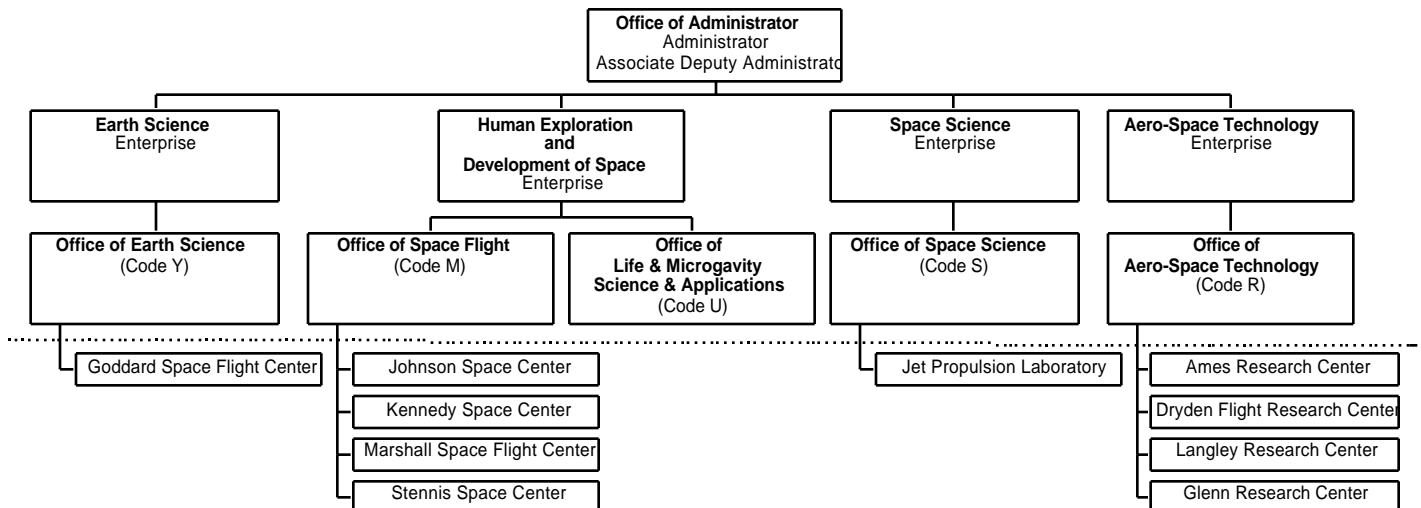 Office of Administrator
Administrator
Associate Deputy Administrato
Earth Science
Enterprise
Human Exploration
and
Development of Space
Enterprise
Space Science
Enterprise
Aero-Space Technology
Enterprise
Office of Earth Science
(Code Y)
Office of Space Flight
(Code M)
Office of
Life & Microgavity
Science & Applications
(Code U)
Office of Space Science
(Code S)
Office of
Aero-Space Technology
(Code R)
Goddard Space Flight Center
Johnson Space Center
Kennedy Space Center
Marshall Space Flight Center
Stennis Space Center
Jet Propulsion Laboratory
Ames Research Center
Dryden Flight Research Center
Langley Research Center
Glenn Research Center